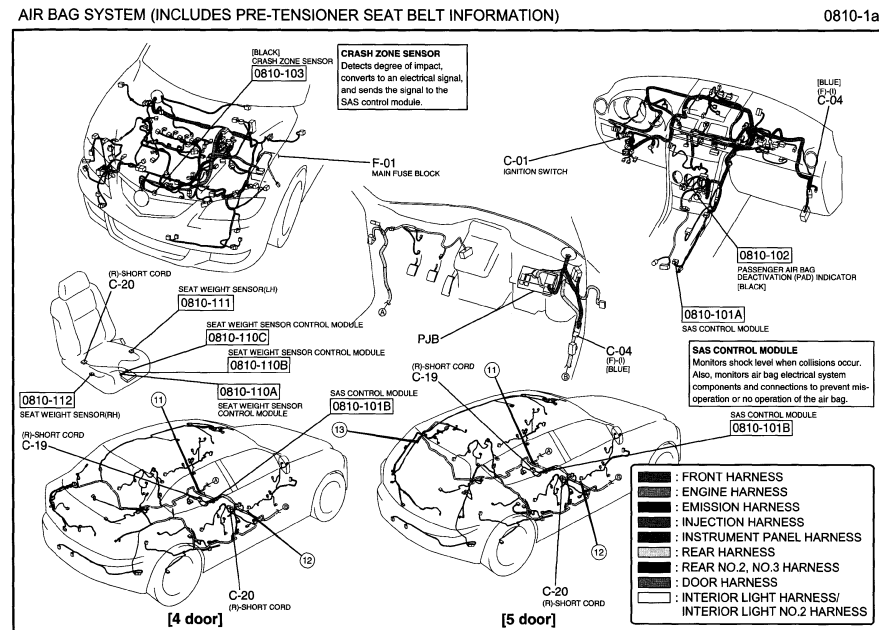 AIR BAG SYSTEM (INCLUDES PRE-TENSIONER SEAT BELT INFORMATION)
0810-1a
[BLACK]
CRASH ZONE SENSOR
0810-103
CRASH ZONE SENSOR
Detects degree of impact,
converts to an electrical signal,
and sends the signal to the
SAS control module.
[BLUE]
(F)-(I)
C-04
F-01
MAIN FUSE BLOCK
C-01
IGNITION SWITCH
0810-102
PASSENGER AIR BAG
DEACTIVATION (PAD) INDICATOR
[BLACK]
(R)-SHORT CORD
C-20
SEAT WEIGHT SENSOR(LH)
0810-111
SEAT WEIGHT SENSOR CONTROL MODULE
0810-110C
SEAT WEIGHT SENSOR CONTROL MODULE
0810-110B
0810-110A
SEAT WEIGHT SENSOR
CONTROL MODULE
0810-112
SEAT WEIGHT SENSOR(RH)
A
PJB
C-04
(F)-(I)
[BLUE]
B
0810-101A
SAS CONTROL MODULE
SAS CONTROL MODULE
Monitors shock level when collisions occur.
Also, monitors air bag electrical system
components and connections to prevent mis-
operation or no operation of the air bag.
(R)-SHORT CORD
C-19
11
SAS CONTROL MODULE
0810-101B
A
B
12
C-20
(R)-SHORT CORD
[4 door]
(R)-SHORT CORD
C-19
11
13
SAS CONTROL MODULE
0810-101B
A
B
12
C-20
(R)-SHORT CORD
[5 door]
: FRONT HARNESS
: ENGINE HARNESS
: EMISSION HARNESS
: INJECTION HARNESS
: INSTRUMENT PANEL HARNESS
: REAR HARNESS
: REAR NO.2, NO.3 HARNESS
: DOOR HARNESS
: INTERIOR LIGHT HARNESS/
INTERIOR LIGHT NO.2 HARNESS